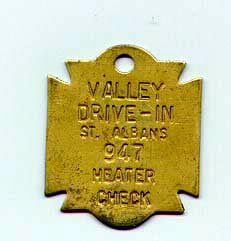 VALLEY
DRIVE-IN
ST. ALBANS
947
HEATER
CHECK